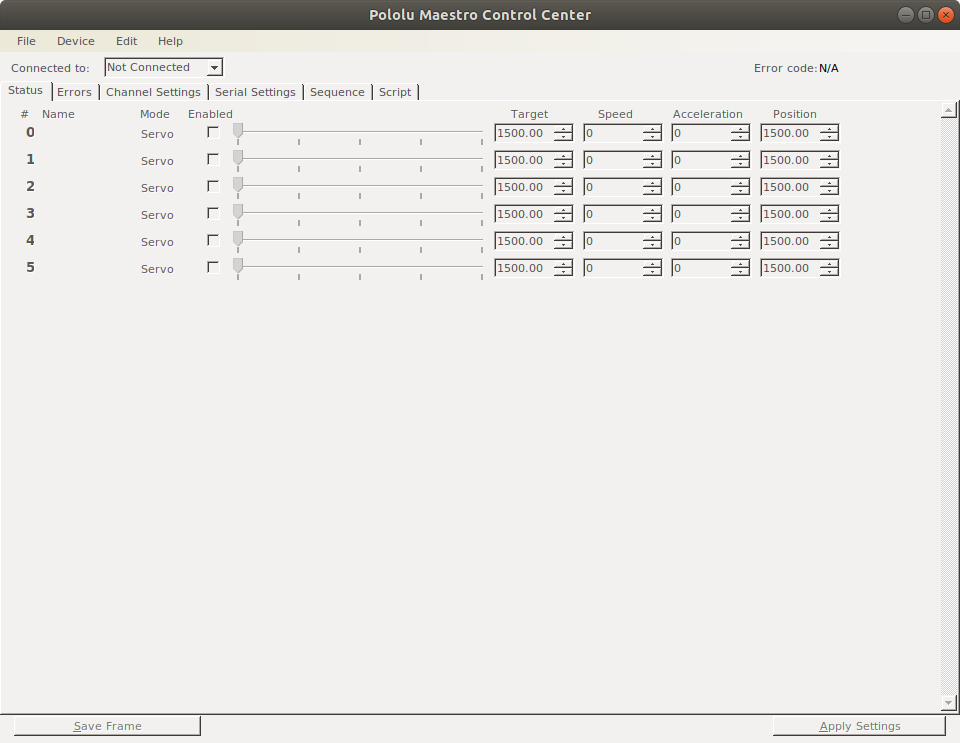 Pololu Maestro Control Center
File Device Edit Help
Connected to: Not Connected Error code: N/A
Status Errors Channel Settings Serial Settings Sequence Script
# Name Mode Enabled Target Speed Acceleration Position
0 Servo 1500.00 0 0 1500.00
1 Servo 1500.00 0 0 1500.00
2 Servo 1500.00 0 0 1500.00
3 Servo 1500.00 0 0 1500.00
4 Servo 1500.00 0 0 1500.00
5 Servo 1500.00 0 0 1500.00
Save Frame Apply Settings